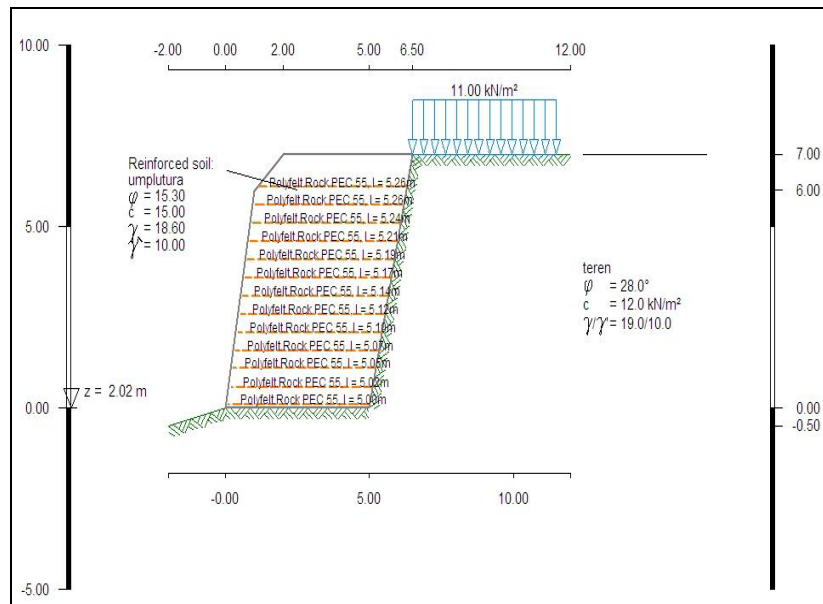 10.00
-2.00 0.00 2.00 5.00 6.50 12.00
11.00 kN/m²
Reinforced soil:
umplutura
φ = 15.30
c = 15.00
γ = 18.60
γ' = 10.00
7.00
6.00
Polyfelt.Rock PEC 55, l = 5.26m
Polyfelt.Rock PEC 55, l = 5.26m
Polyfelt.Rock PEC 55, l = 5.24m
5.00
Polyfelt.Rock PEC 55, l = 5.21m
Polyfelt.Rock PEC 55, l = 5.19m
Polyfelt.Rock PEC 55, l = 5.17m
Polyfelt.Rock PEC 55, l = 5.14m
Polyfelt.Rock PEC 55, l = 5.12m
Polyfelt.Rock PEC 55, l = 5.10m
Polyfelt.Rock PEC 55, l = 5.07m
Polyfelt.Rock PEC 55, l = 5.05m
Polyfelt.Rock PEC 55, l = 5.02m
Polyfelt.Rock PEC 55, l = 5.00m
teren
φ = 28.0°
c = 12.0 kN/m²
γ/γ' = 19.0/10.0
z = 2.02 m
0.00
0.00
-0.50
-0.00 5.00 10.00
-5.00